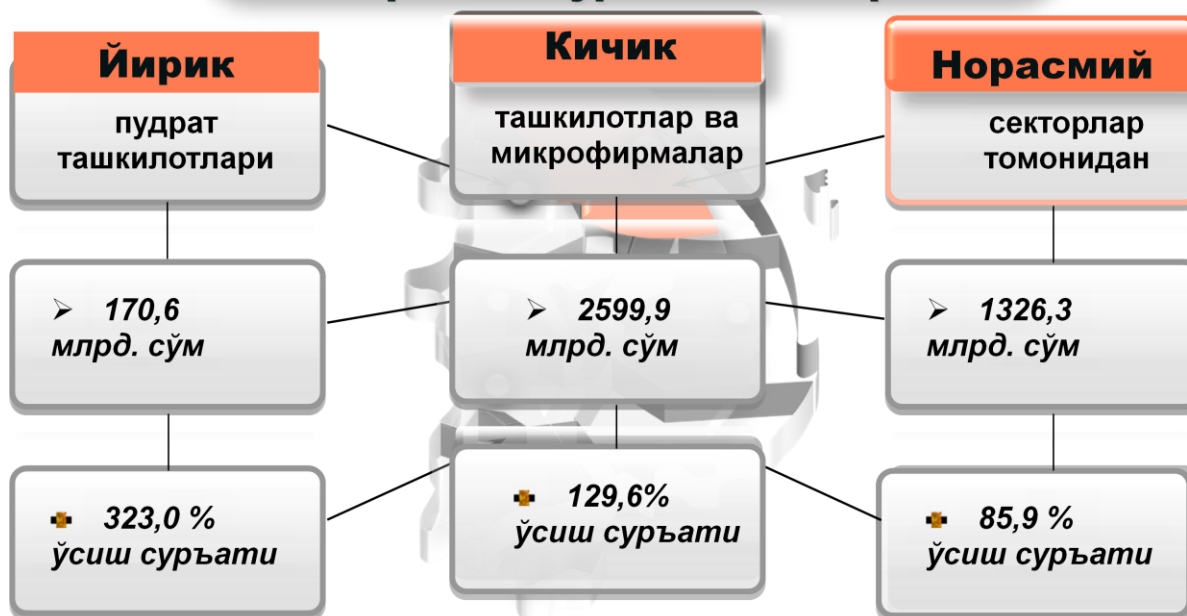 Йирик
пудрат
ташкилотлари
Кичик
ташкилотлар ва
микрофирмалар
Норасмий
секторлар
томонидан
➢ 170,6
млрд. сўм
➢ 2599,9
млрд. сўм
➢ 1326,3
млрд. сўм
323,0 %
ўсиш суръати
129,6%
ўсиш суръати
85,9 %
ўсиш суръати